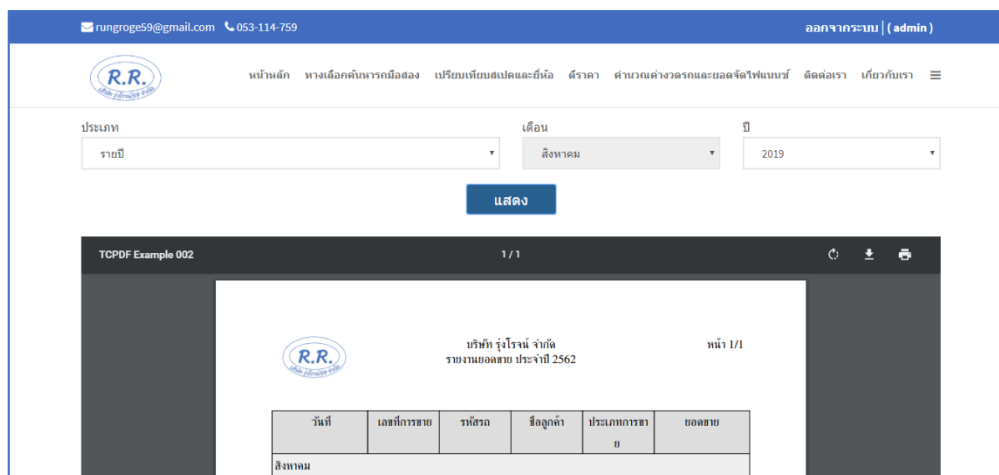 rungroge59@gmail.com 053-114-759 ออกจากระบบ | ( admin )
R.R. หน้าหลัก ทางเลือกค้นหารถมือสอง เปรียบเทียบสเปคและยี่ห้อ ตีราคา คำนวณค่างวดรถและยอดจัดไฟแนนซ์ ติดต่อเรา เกี่ยวกับเรา
ประเภท เดือน ปี
รายปี สิงหาคม 2019
แสดง
TCPDF Example 002 1 / 1
บริษัท รุ่งโรจน์ จำกัด หน้า 1/1
R.R. รายงานยอดขาย ประจำปี 2562
วันที่ เลขที่การขาย รหัสรถ ชื่อลูกค้า ประเภทการขา ยอดขาย
ย
สิงหาคม